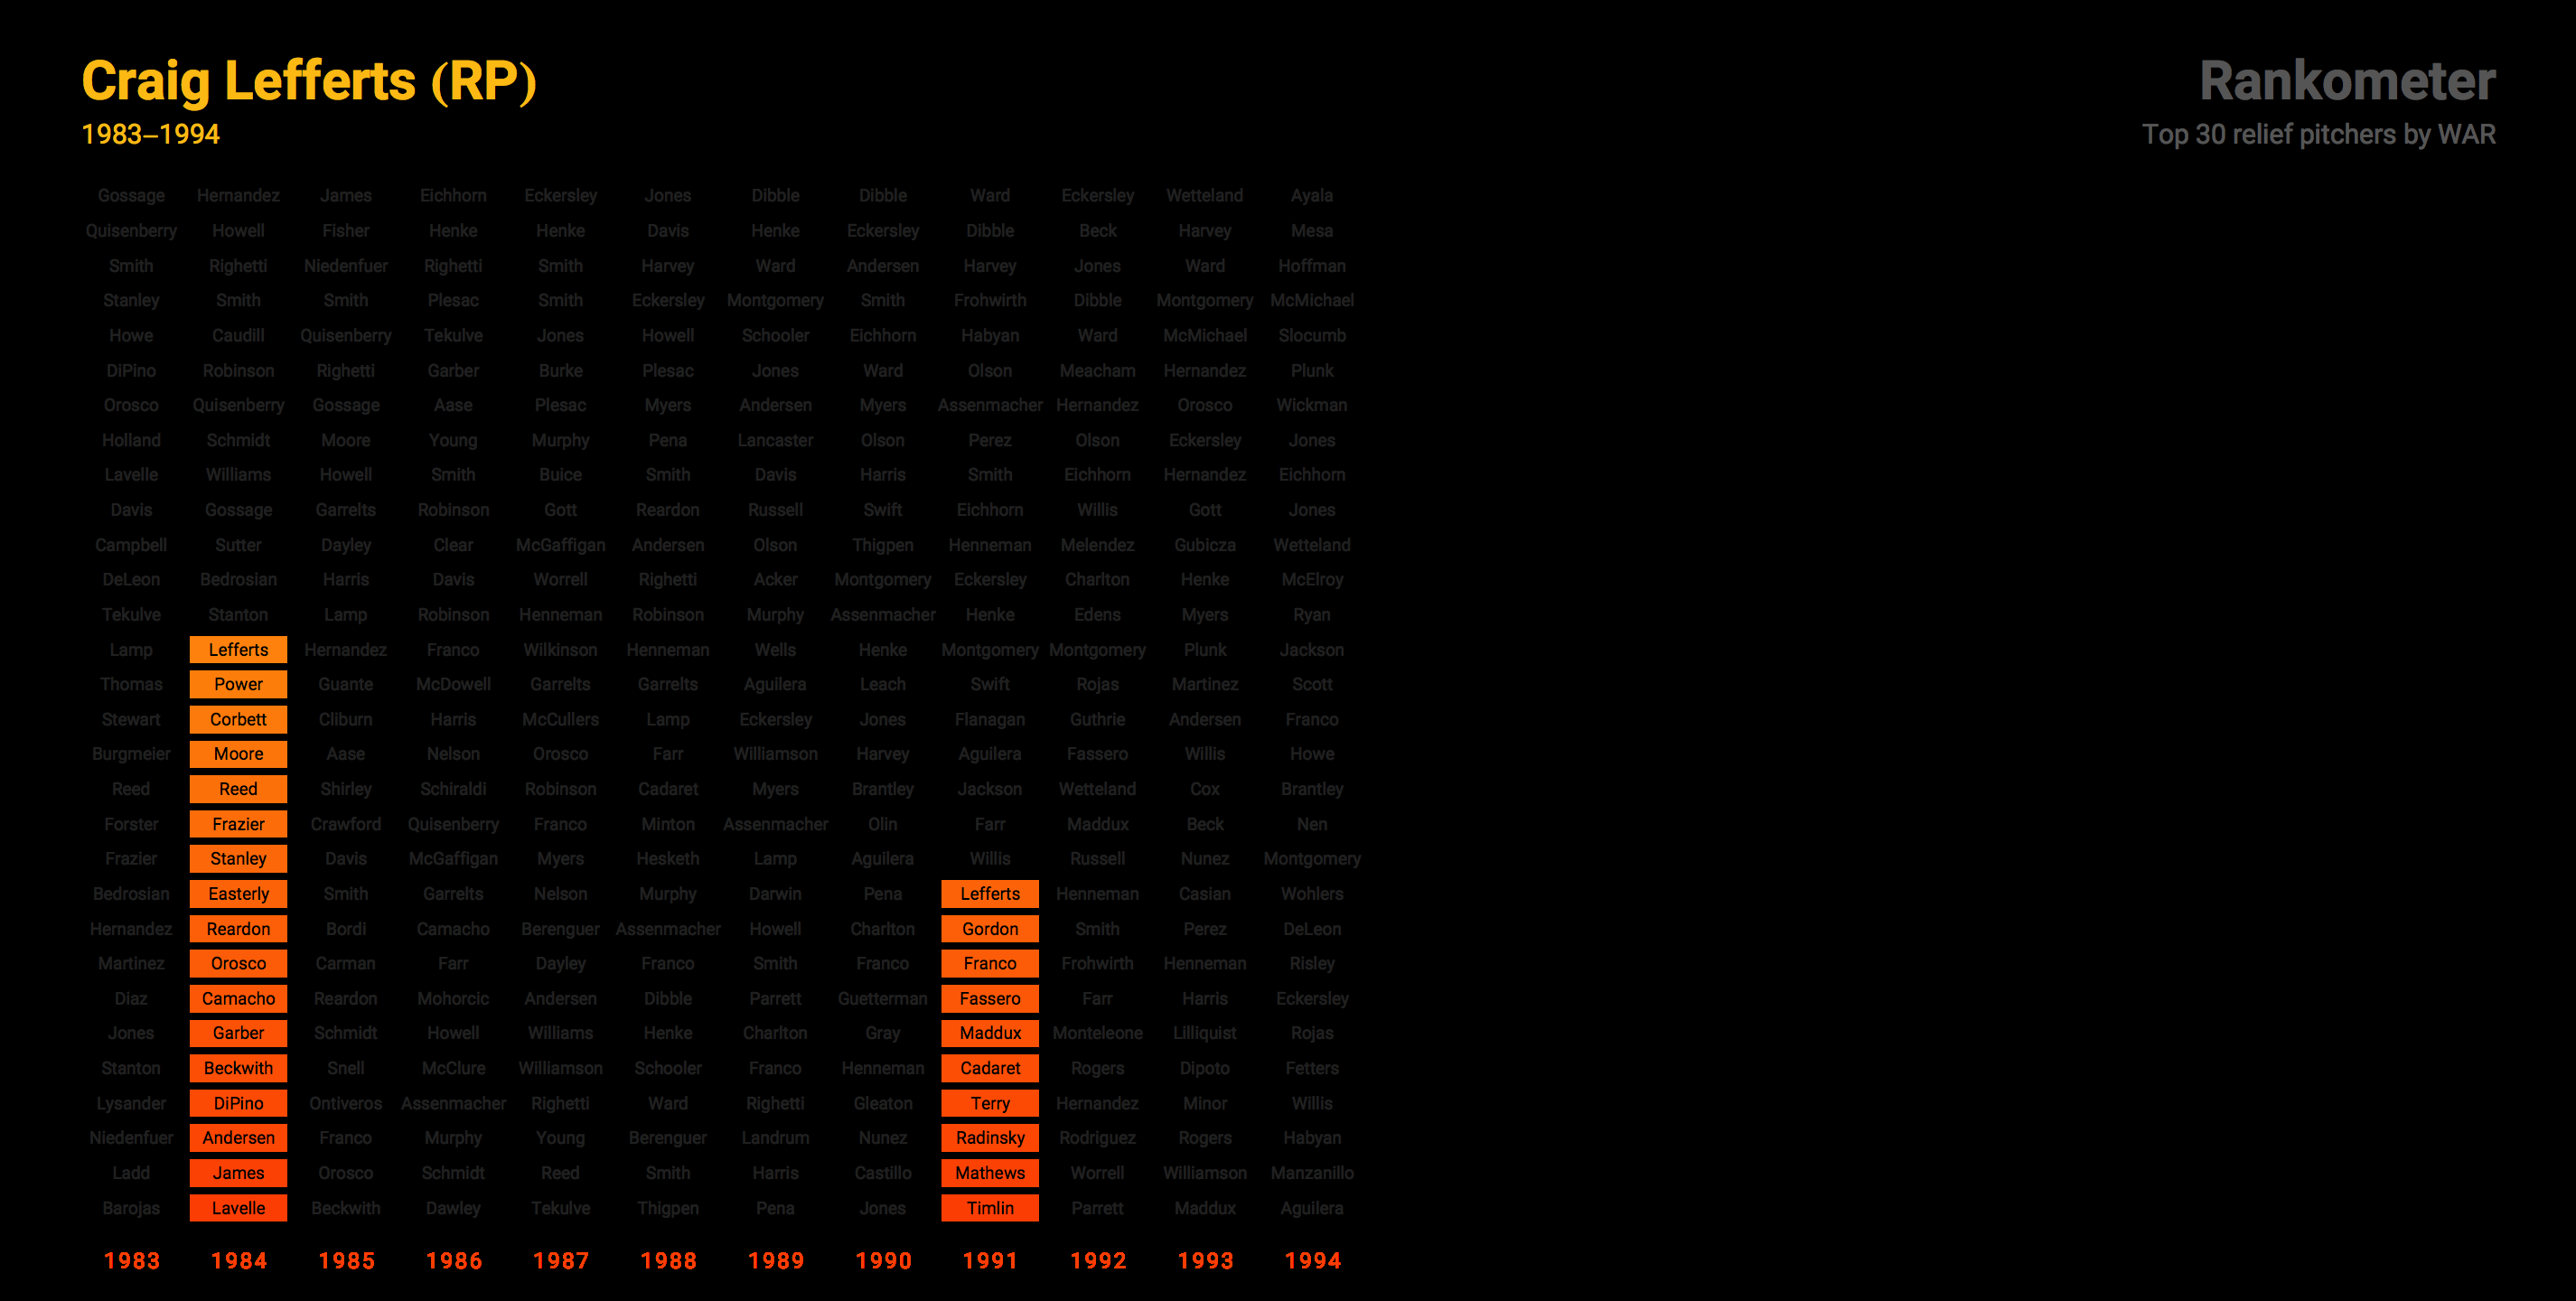 Craig Lefferts (RP)
1983–1994
Rankometer
Top 30 relief pitchers by WAR
Gossage Hernandez James Eichhorn Eckersley Jones Dibble Dibble Ward Eckersley Wetteland Ayala
Quisenberry Howell Fisher Henke Henke Davis Henke Eckersley Dibble Beck Harvey Mesa
Smith Righetti Niedenfuer Righetti Smith Harvey Ward Andersen Harvey Jones Ward Hoffman
Stanley Smith Smith Plesac Smith Eckersley Montgomery Smith Frohwirth Dibble Montgomery McMichael
Howe Caudill Quisenberry Tekulve Jones Howell Schooler Eichhorn Habyan Ward McMichael Slocumb
DiPino Robinson Righetti Garber Burke Plesac Jones Ward Olson Meacham Hernandez Plunk
Orosco Quisenberry Gossage Aase Plesac Myers Andersen Myers Assenmacher Hernandez Orosco Wickman
Holland Schmidt Moore Young Murphy Pena Lancaster Olson Perez Olson Eckersley Jones
Lavelle Williams Howell Smith Buice Smith Davis Harris Smith Eichhorn Hernandez Eichhorn
Davis Gossage Garrelts Robinson Gott Reardon Russell Swift Eichhorn Willis Gott Jones
Campbell Sutter Dayley Clear McGaffigan Andersen Olson Thigpen Henneman Melendez Gubicza Wetteland
DeLeon Bedrosian Harris Davis Worrell Righetti Acker Montgomery Eckersley Charlton Henke McElroy
Tekulve Stanton Lamp Robinson Henneman Robinson Murphy Assenmacher Henke Edens Myers Ryan
Lamp Lefferts Hernandez Franco Wilkinson Henneman Wells Henke Montgomery Montgomery Plunk Jackson
Thomas Power Guante McDowell Garrelts Garrelts Aguilera Leach Swift Rojas Martinez Scott
Stewart Corbett Cliburn Harris McCullers Lamp Eckersley Jones Flanagan Guthrie Andersen Franco
Burgmeier Moore Aase Nelson Orosco Farr Williamson Harvey Aguilera Fassero Willis Howe
Reed Reed Shirley Schiraldi Robinson Cadaret Myers Brantley Jackson Wetteland Cox Brantley
Forster Frazier Crawford Quisenberry Franco Minton Assenmacher Olin Farr Maddux Beck Nen
Frazier Stanley Davis McGaffigan Myers Hesketh Lamp Aguilera Willis Russell Nunez Montgomery
Bedrosian Easterly Smith Garrelts Nelson Murphy Darwin Pena Lefferts Henneman Casian Wohlers
Hernandez Reardon Bordi Camacho Berenguer Assenmacher Howell Charlton Gordon Smith Perez DeLeon
Martinez Orosco Carman Farr Dayley Franco Smith Franco Franco Frohwirth Henneman Risley
Diaz Camacho Reardon Mohorcic Andersen Dibble Parrett Guetterman Fassero Farr Harris Eckersley
Jones Garber Schmidt Howell Williams Henke Charlton Gray Maddux Monteleone Lilliquist Rojas
Stanton Beckwith Snell McClure Williamson Schooler Franco Henneman Cadaret Rogers Dipoto Fetters
Lysander DiPino Ontiveros Assenmacher Righetti Ward Righetti Gleaton Terry Hernandez Minor Willis
Niedenfuer Andersen Franco Murphy Young Berenguer Landrum Nunez Radinsky Rodriguez Rogers Habyan
Ladd James Orosco Schmidt Reed Smith Harris Castillo Mathews Worrell Williamson Manzanillo
Barojas Lavelle Beckwith Dawley Tekulve Thigpen Pena Jones Timlin Parrett Maddux Aguilera
1983 1984 1985 1986 1987 1988 1989 1990 1991 1992 1993 1994